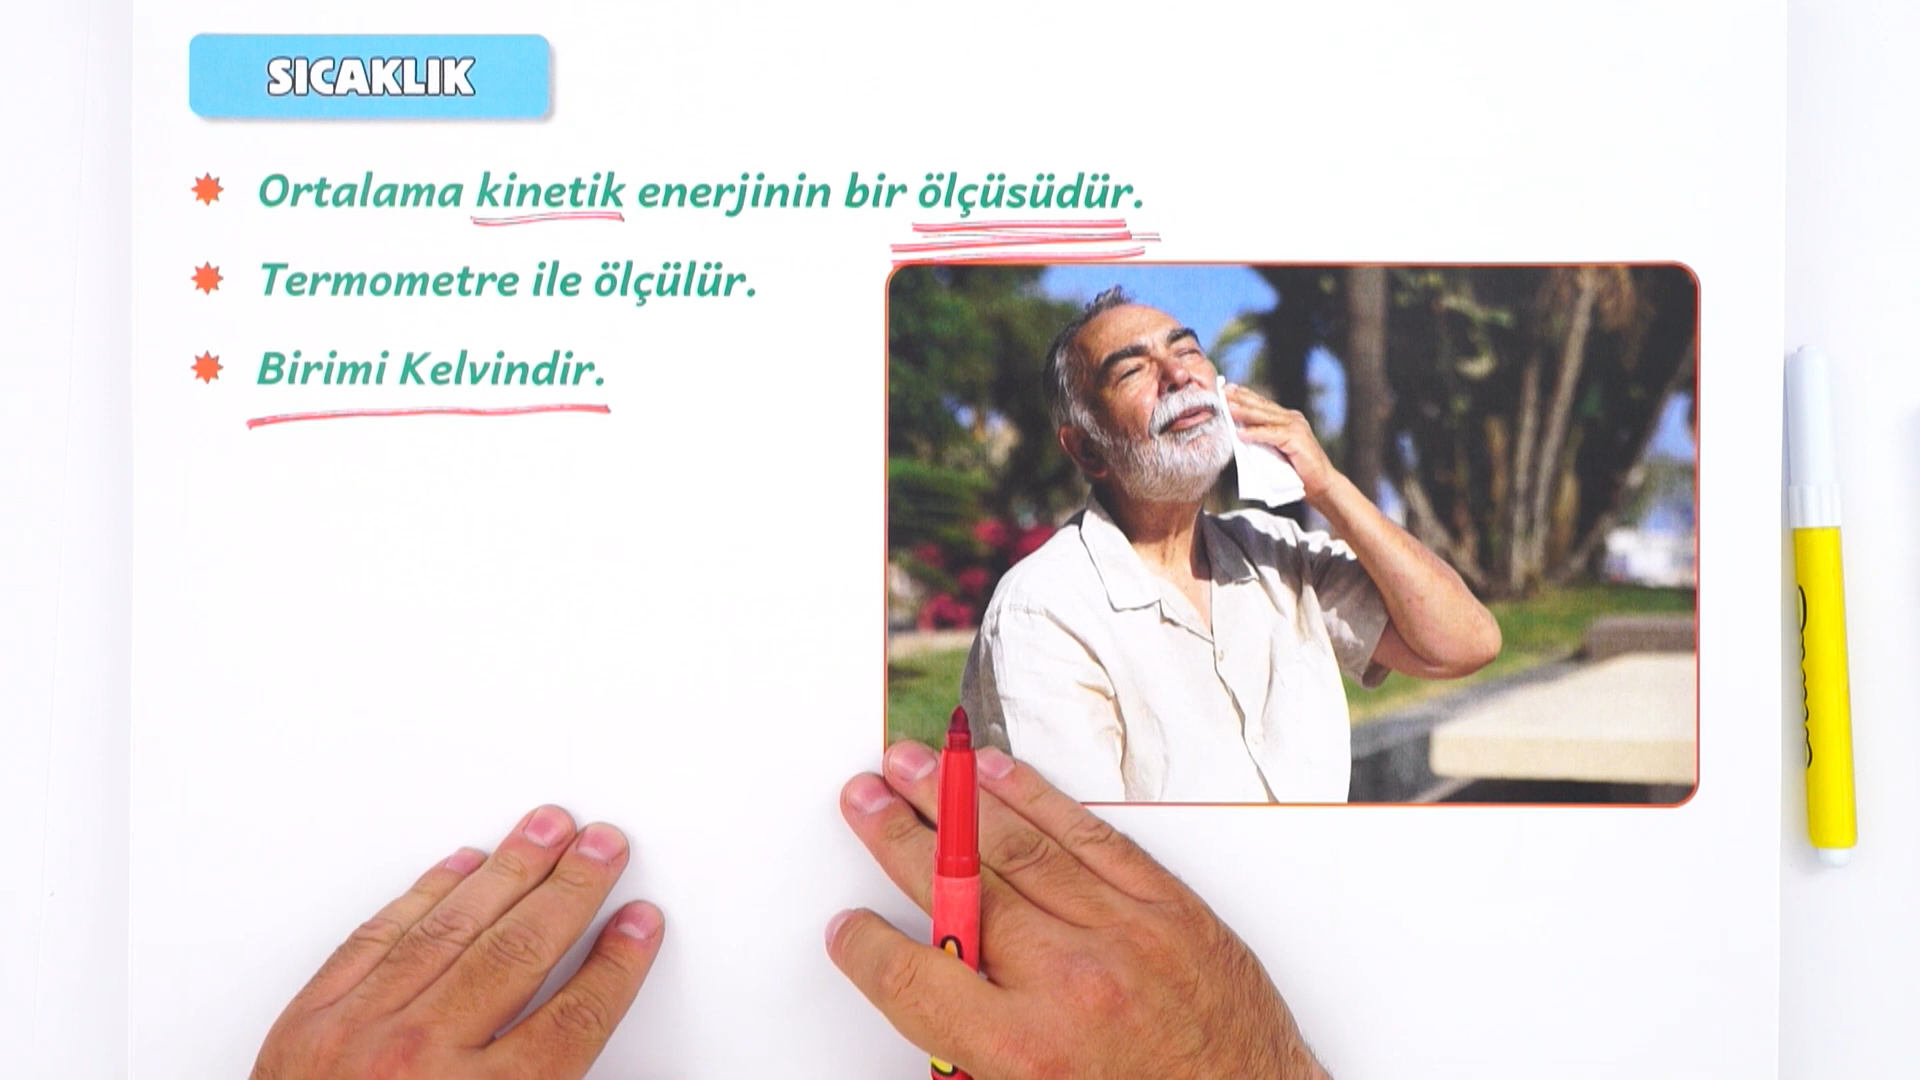 SICAKLIK
Ortalama kinetik enerjinin bir ölçüsüdür.
Termometre ile ölçülür.
Birimi Kelvindir.